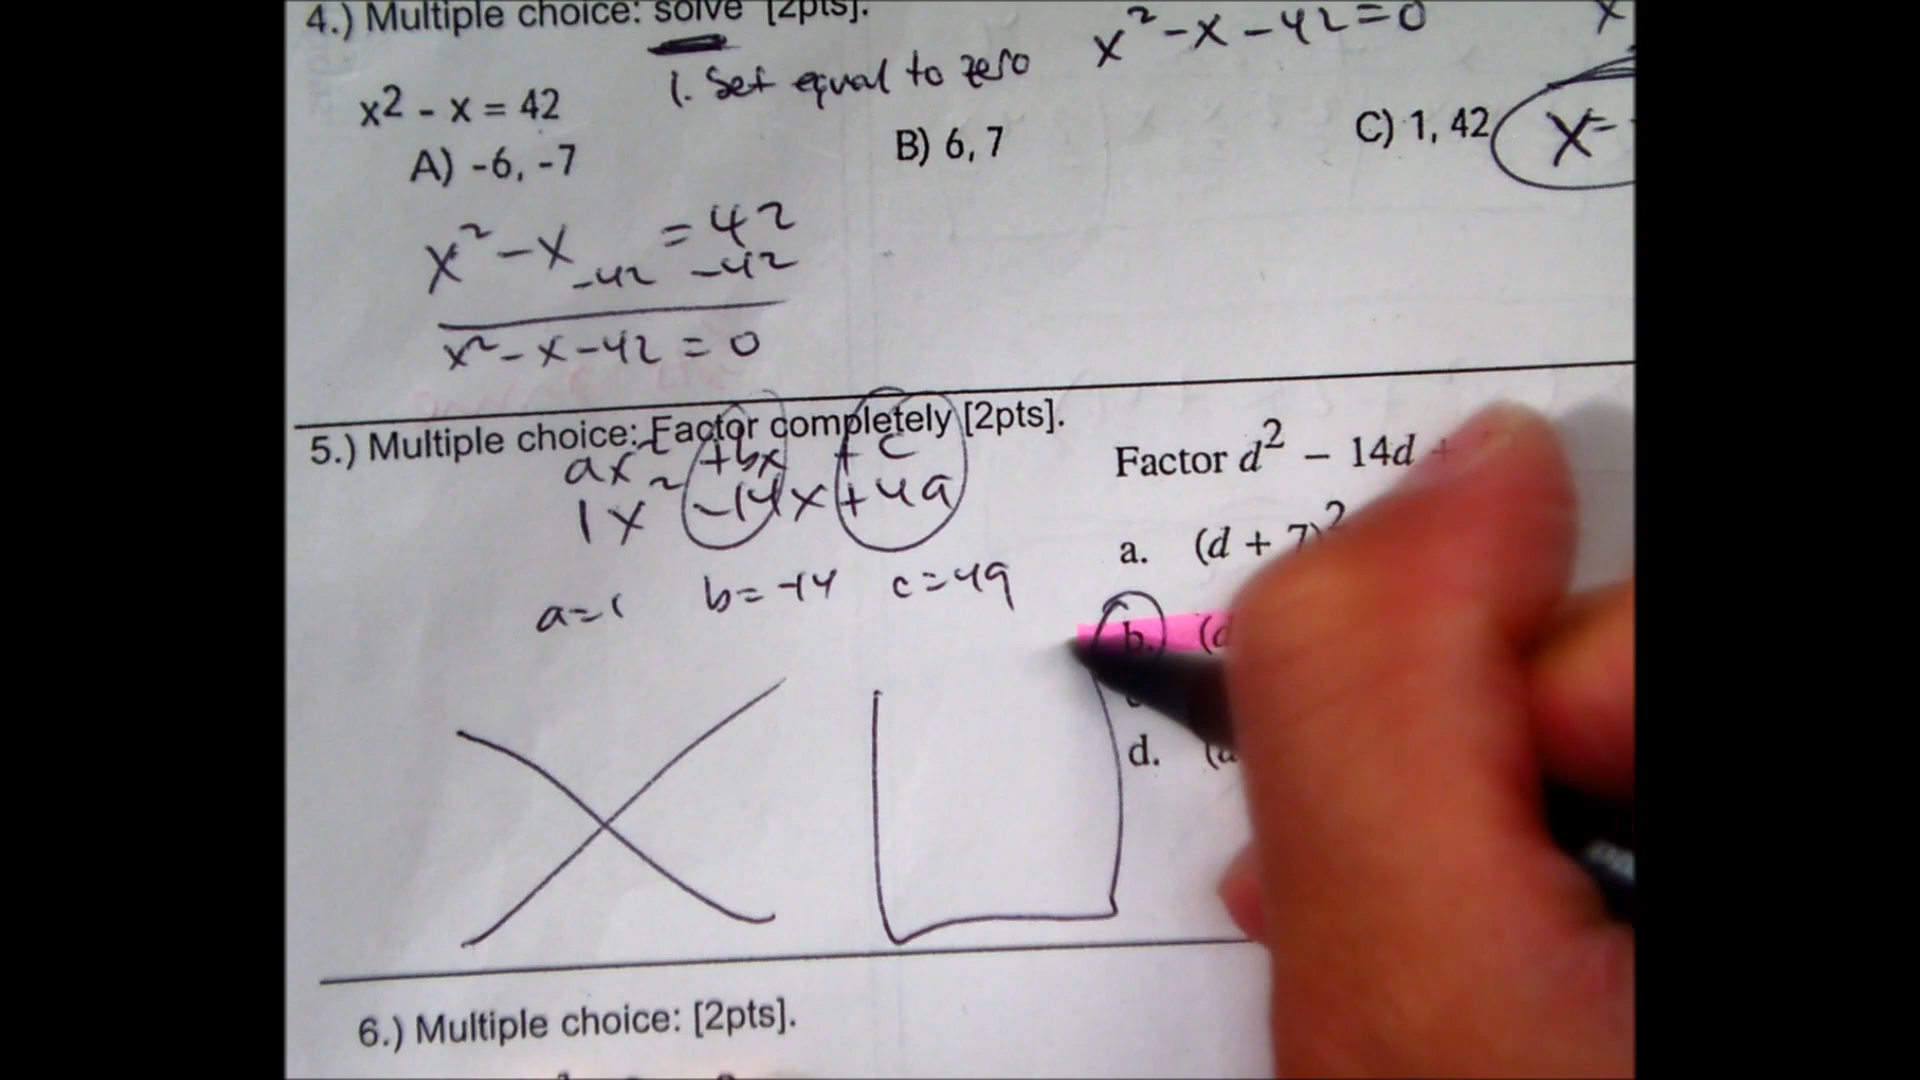 4.) Multiple choice: solve [2pts].
x² - x - 42 = 0
x
1. Set equal to zero
x2 - x = 42
A) -6, -7
B) 6, 7
C) 1, 42
x=
x² - x = 42
-42 -42
x² - x - 42 = 0
5.) Multiple choice: Factor completely [2pts].
ax² + bx + c
1x² - 14x + 49
a=1 b=-14 c=49
Factor d² − 14d +
a. (d + 7)²
b. (d
d. (d
6.) Multiple choice: [2pts].